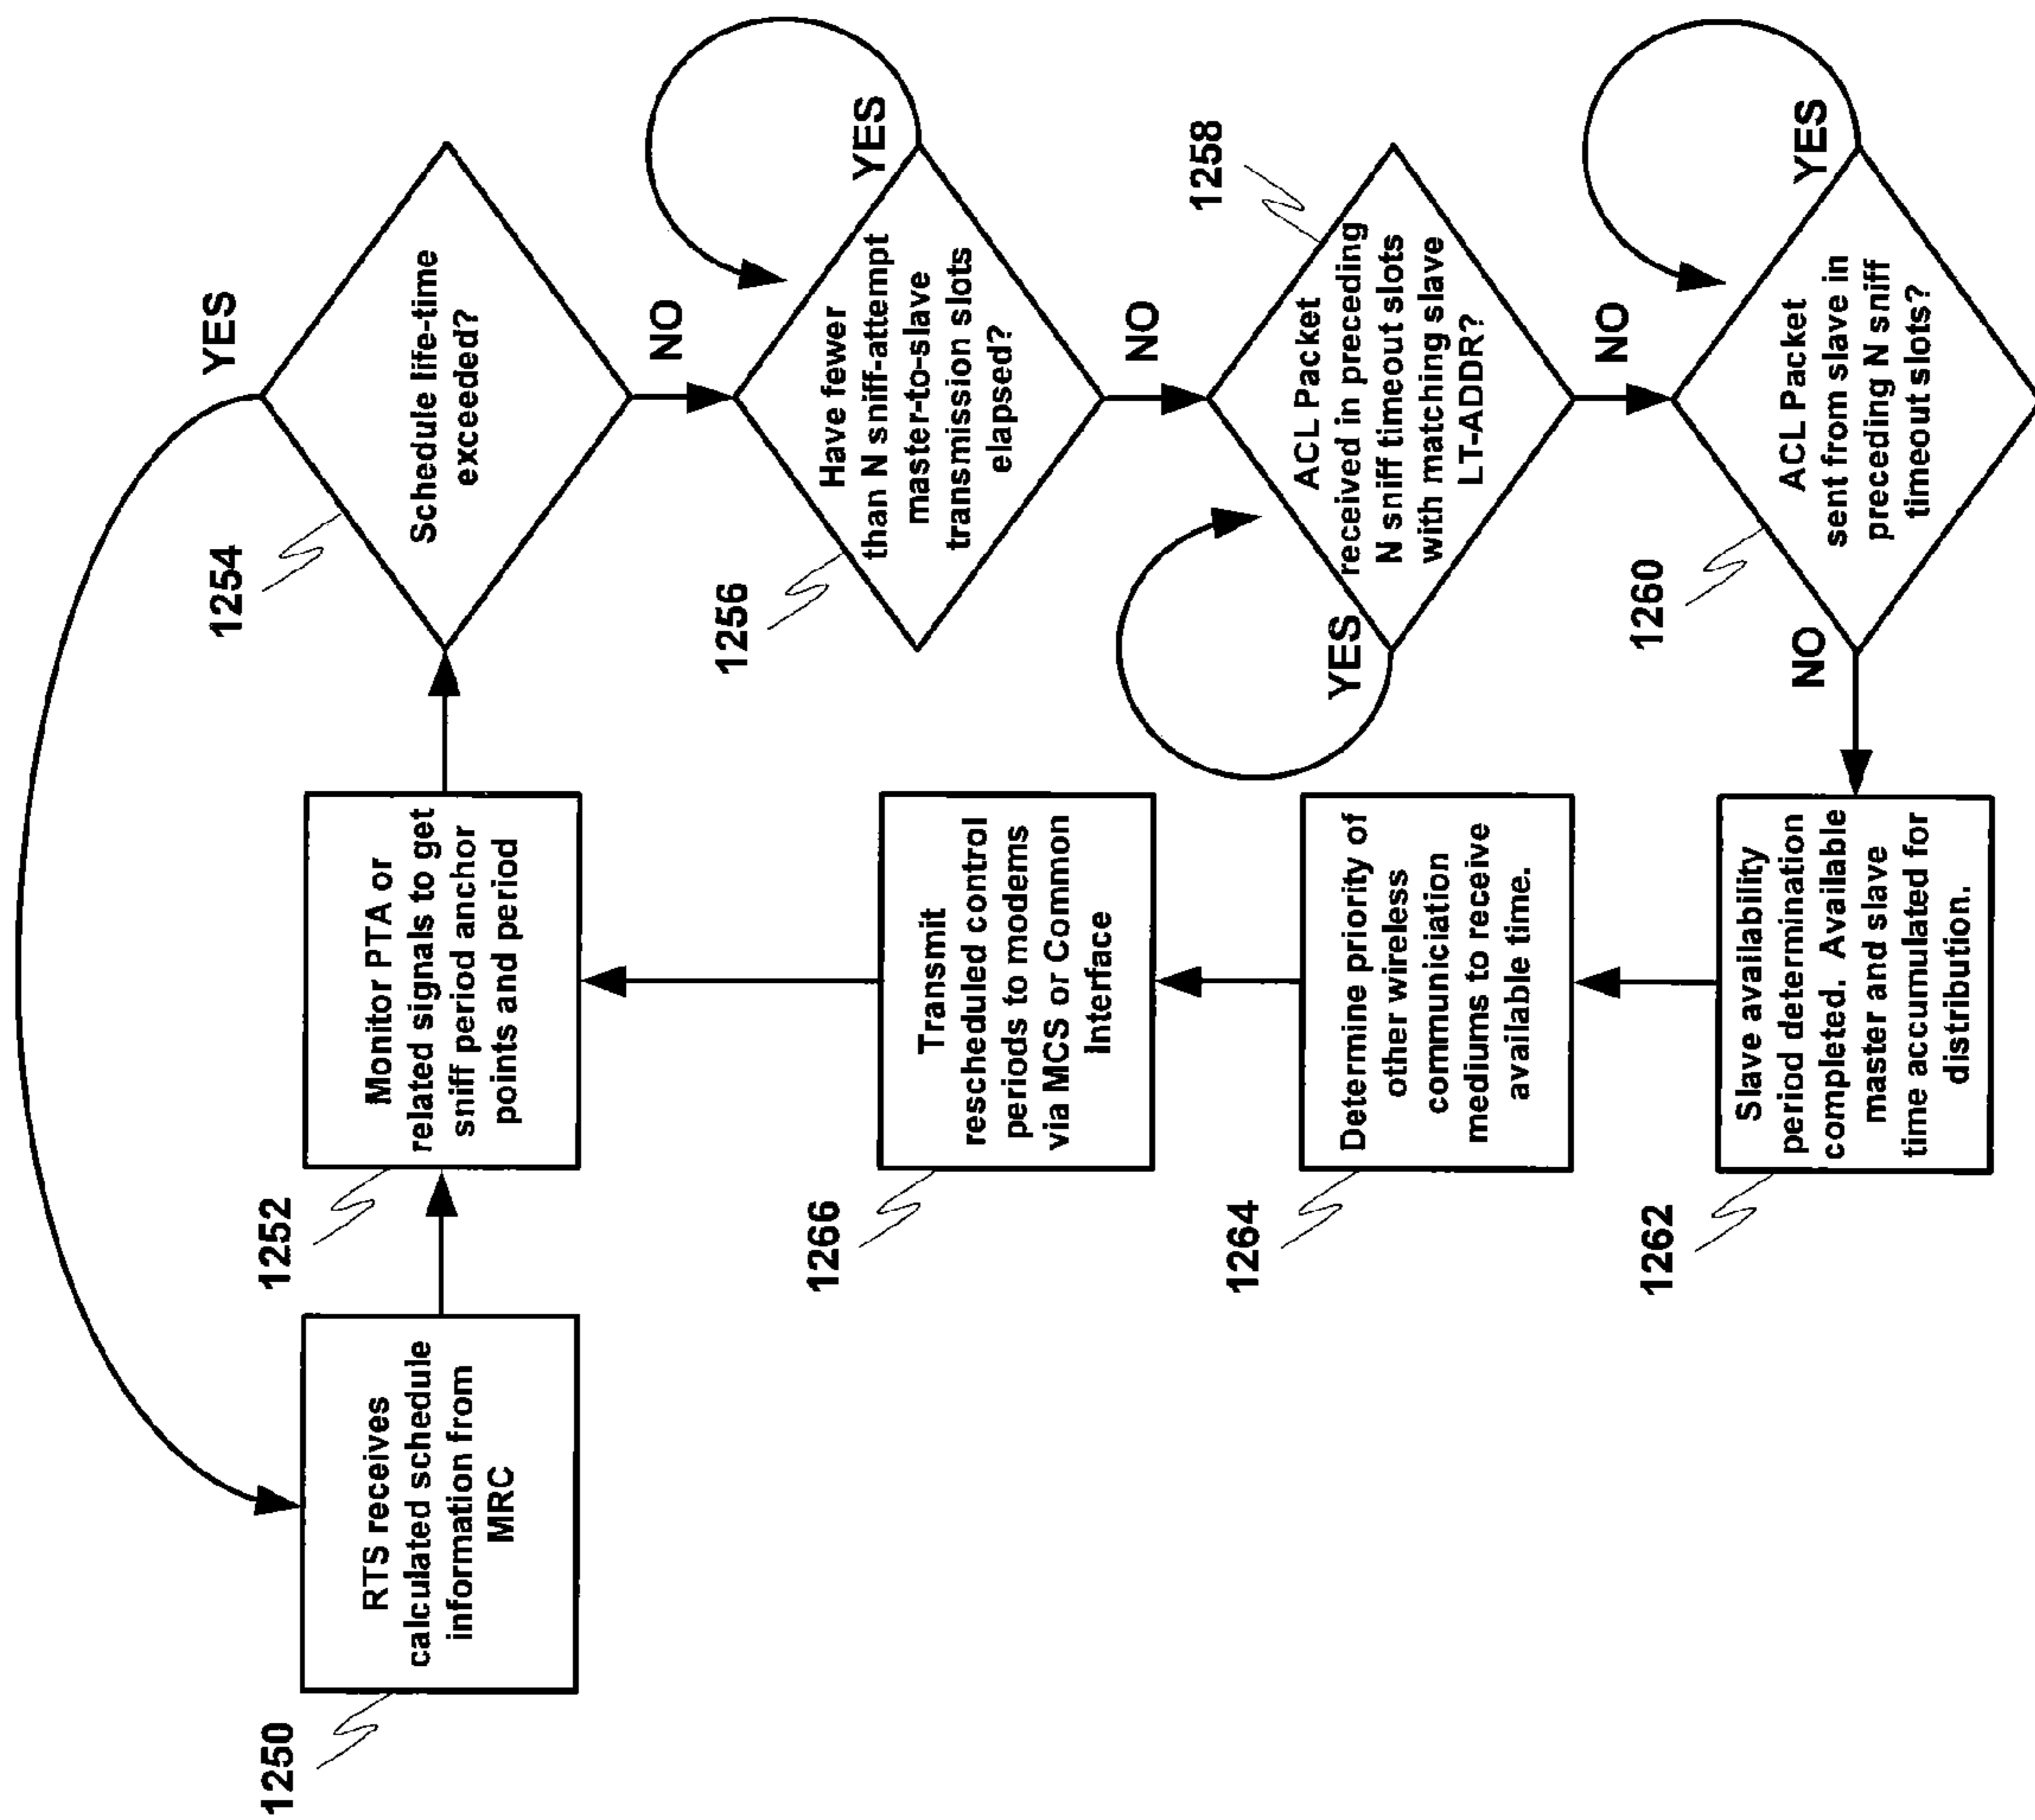 1250
RTS receives
calculated schedule
information from
MRC
1252
Monitor PTA or
related signals to get
sniff period anchor
points and period
1254
Schedule life-time
exceeded?
YES
NO
1256
Have fewer
than N sniff-attempt
master-to-slave
transmission slots
elapsed?
YES
NO
1258
ACL Packet
received in preceding
N sniff timeout slots
with matching slave
LT-ADDR?
YES
NO
1260
ACL Packet
sent from slave in
preceding N sniff
timeout slots?
YES
NO
1262
Slave availability
period determination
completed. Available
master and slave
time accumulated for
distribution.
1264
Determine priority of
other wireless
communiciation
mediums to receive
available time.
1266
Transmit
rescheduled control
periods to modems
via MCS or Common
Interface